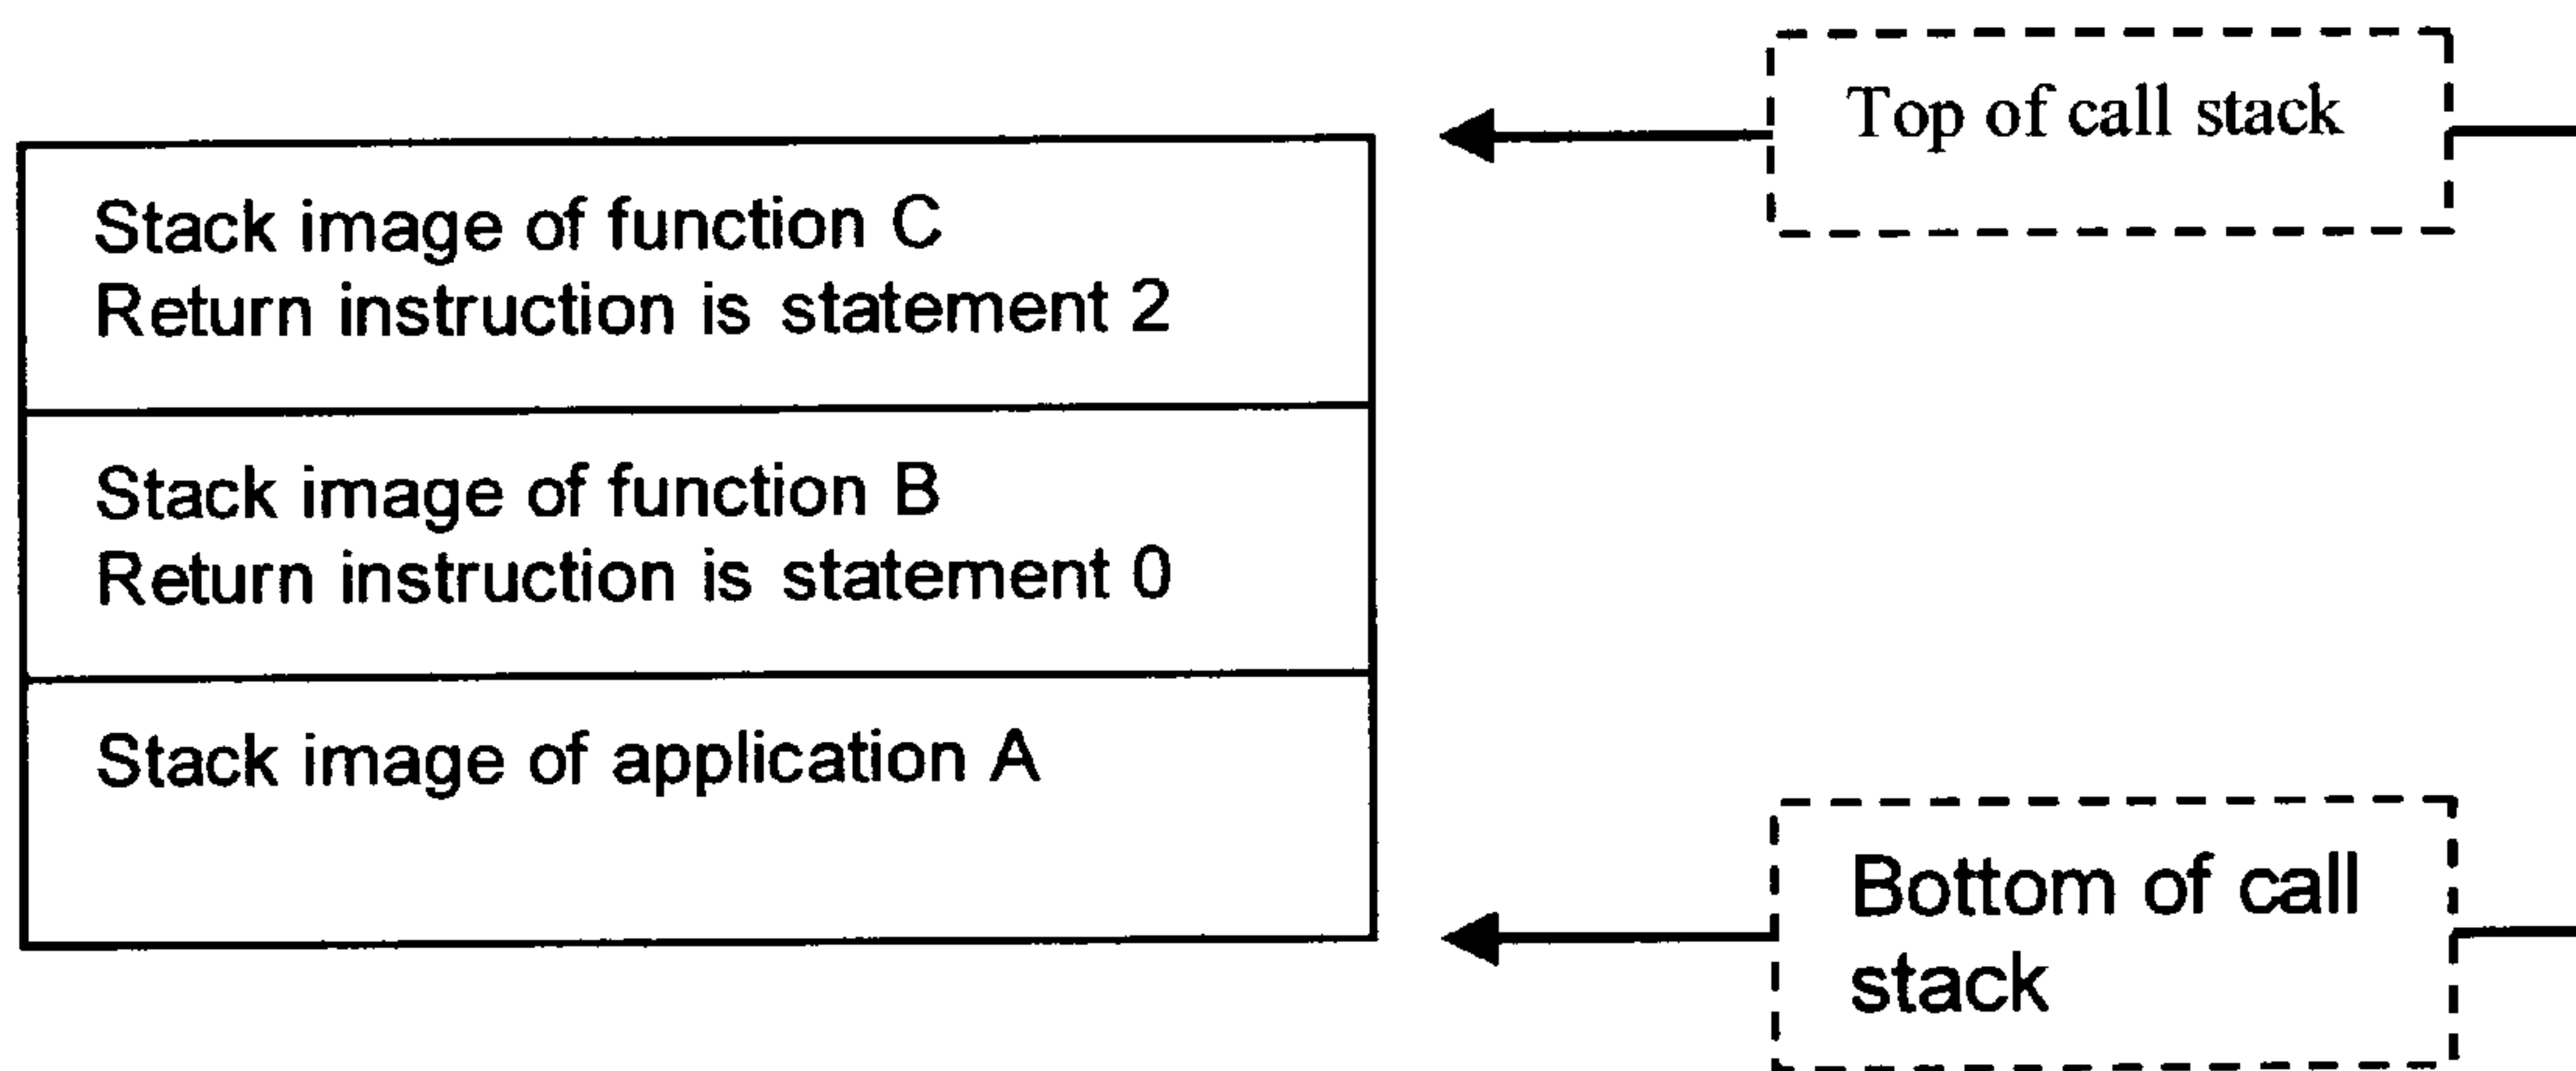 Top of call stack
Stack image of function C
Return instruction is statement 2
Stack image of function B
Return instruction is statement 0
Stack image of application A
Bottom of call
stack